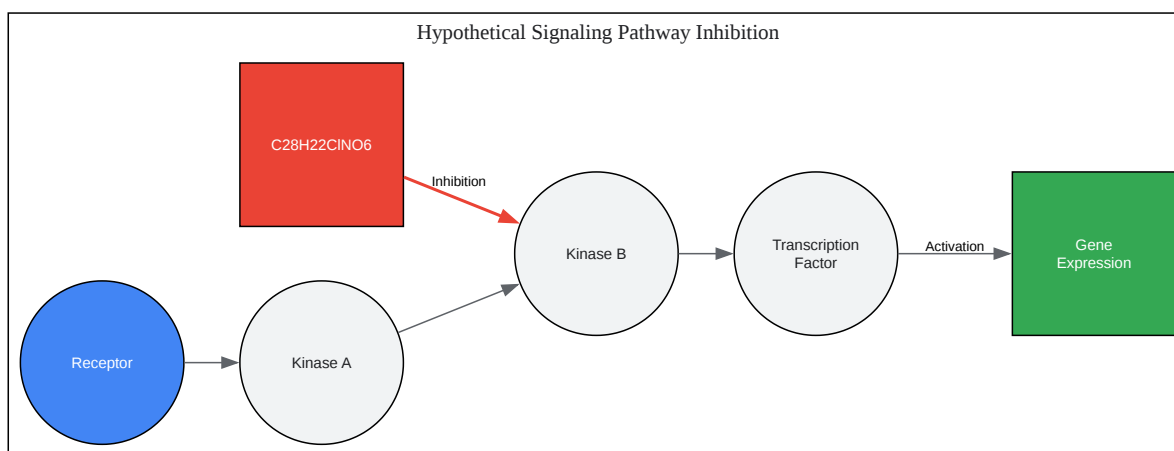 Hypothetical Signaling Pathway Inhibition
C28H22ClNO6
Inhibition
Kinase B
Transcription
Factor
Activation
Gene
Expression
Receptor
Kinase A